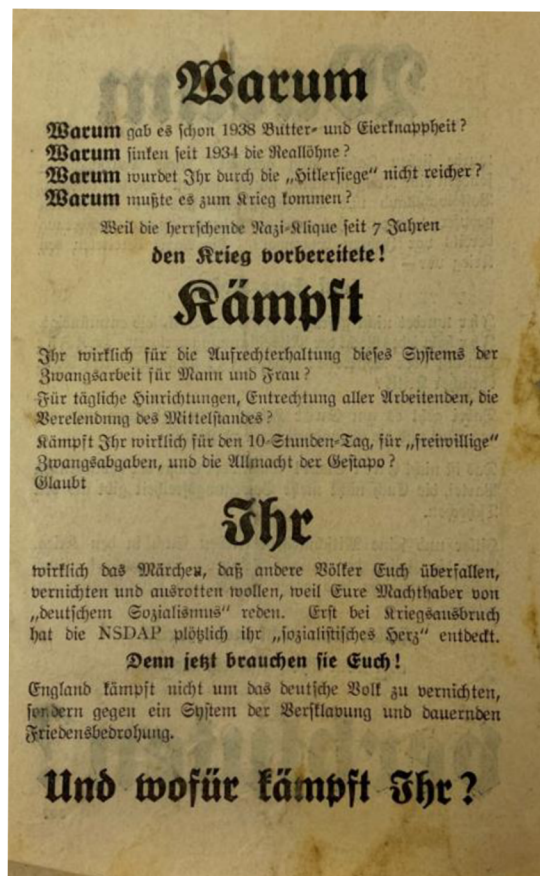 Warum
Warum gab es schon 1938 Butter- und Eierknappheit?
Warum sinken seit 1934 die Reallöhne?
Warum wurdet Ihr durch die „Hitlersiege“ nicht reicher?
Warum mußte es zum Krieg kommen?
Weil die herrschende Nazi-Klique seit 7 Jahren
den Krieg vorbereitete!
Kämpft
Ihr wirklich für die Aufrechterhaltung dieses Systems der
Zwangsarbeit für Mann und Frau?
Für tägliche Hinrichtungen, Entrechtung aller Arbeitenden, die
Verelendung des Mittelstandes?
Kämpft Ihr wirklich für den 10-Stunden-Tag, für „freiwillige“
Zwangsabgaben, und die Allmacht der Gestapo?
Glaubt
Ihr
wirklich das Märchen, daß andere Völker Euch überfallen,
vernichten und ausrotten wollen, weil Eure Machthaber von
„deutschem Sozialismus“ reden. Erst bei Kriegsausbruch
hat die NSDAP plötzlich ihr „sozialistisches Herz“ entdeckt.
Denn jetzt brauchen sie Euch!
England kämpft nicht um das deutsche Volk zu vernichten,
sondern gegen ein System der Versklavung und dauernden
Friedensbedrohung.
Und wofür kämpft Ihr?